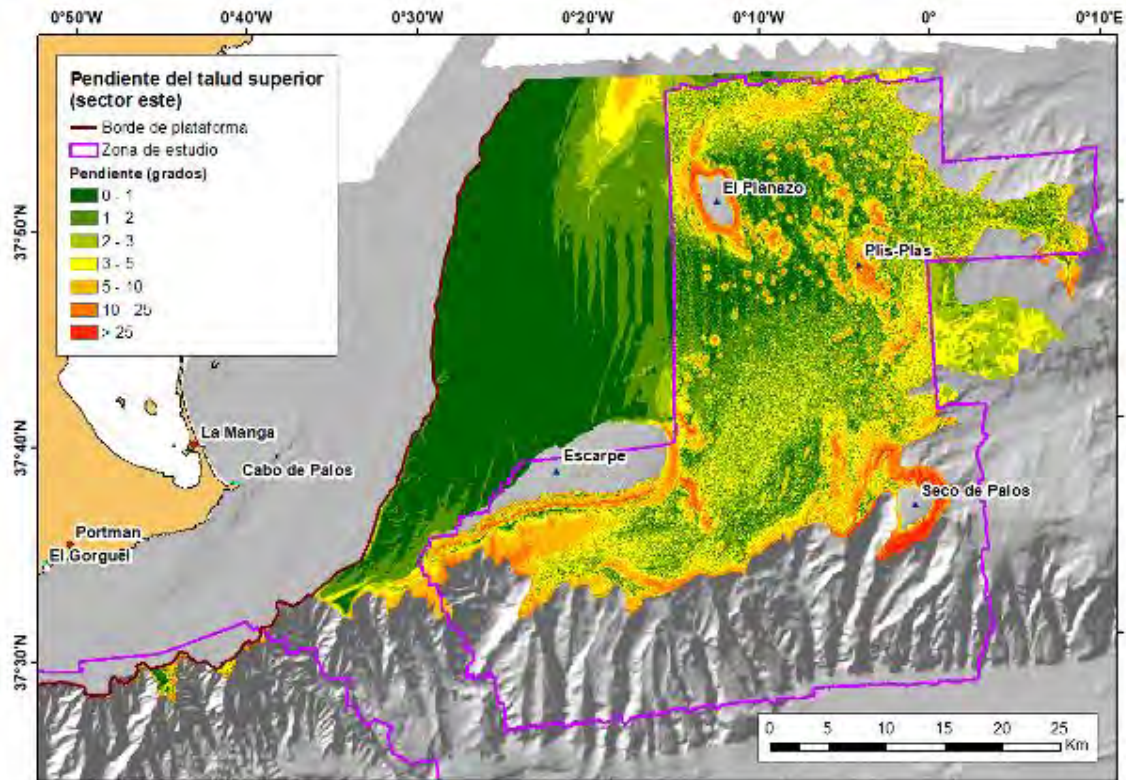 0°50'W 0°40'W 0°30'W 0°20'W 0°10'W 0° 0°10'E
Pendiente del talud superior
(sector este)
Borde de plataforma
Zona de estudio
Pendiente (grados)
0 - 1
1 - 2
2 - 3
3 - 5
5 - 10
10 - 25
> 25
El Planazo
37°50'N
Plis-Plas
La Manga
37°40'N
Escarpe
Cabo de Palos
Seco de Palos
Portman
El Gorguel
37°30'N
0 5 10 15 20 25
Km